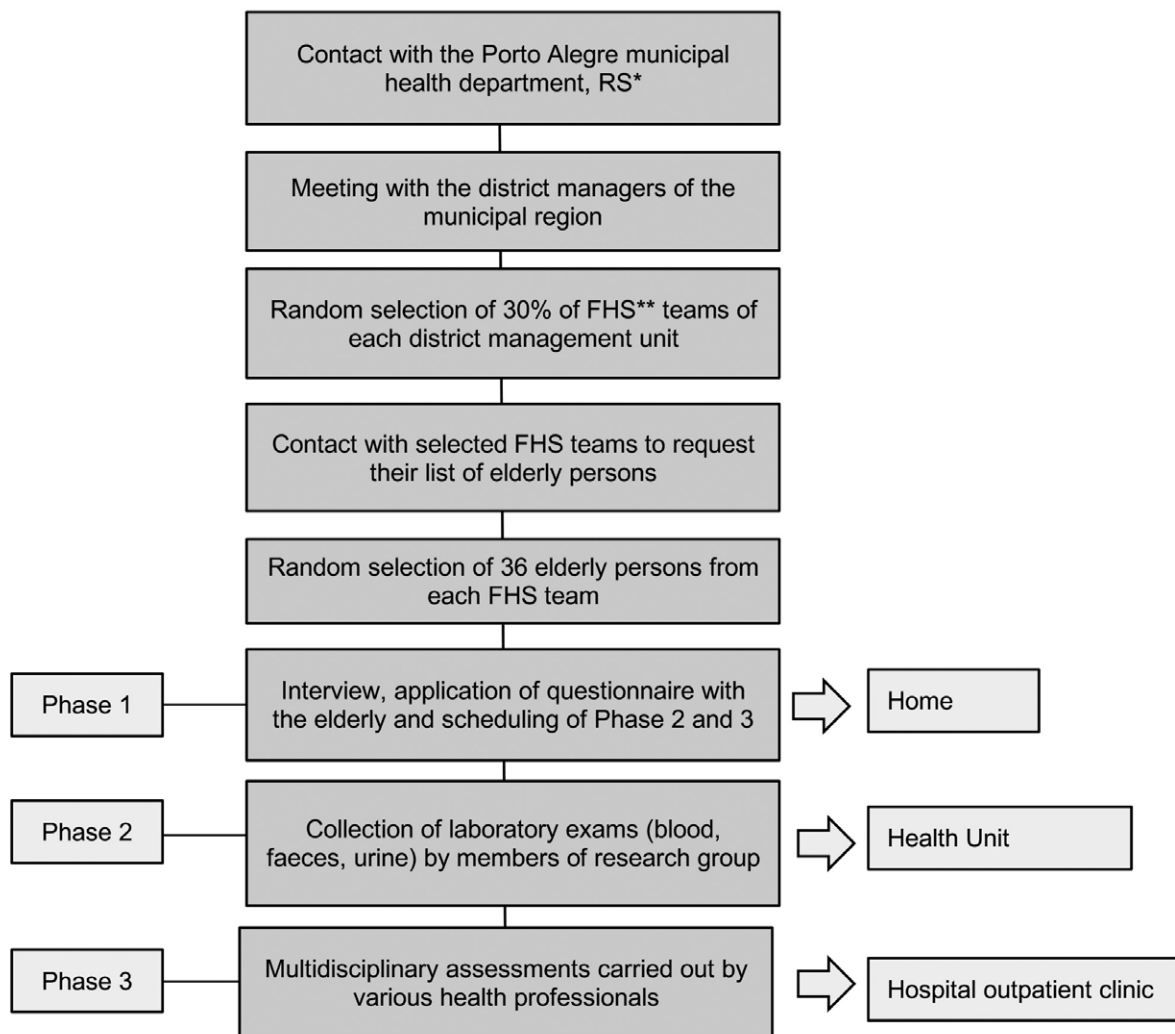 Contact with the Porto Alegre municipal
health department, RS*
Meeting with the district managers of the
municipal region
Random selection of 30% of FHS** teams of
each district management unit
Contact with selected FHS teams to request
their list of elderly persons
Random selection of 36 elderly persons from
each FHS team
Phase 1
Interview, application of questionnaire with
the elderly and scheduling of Phase 2 and 3
Home
Phase 2
Collection of laboratory exams (blood,
faeces, urine) by members of research group
Health Unit
Phase 3
Multidisciplinary assessments carried out by
various health professionals
Hospital outpatient clinic